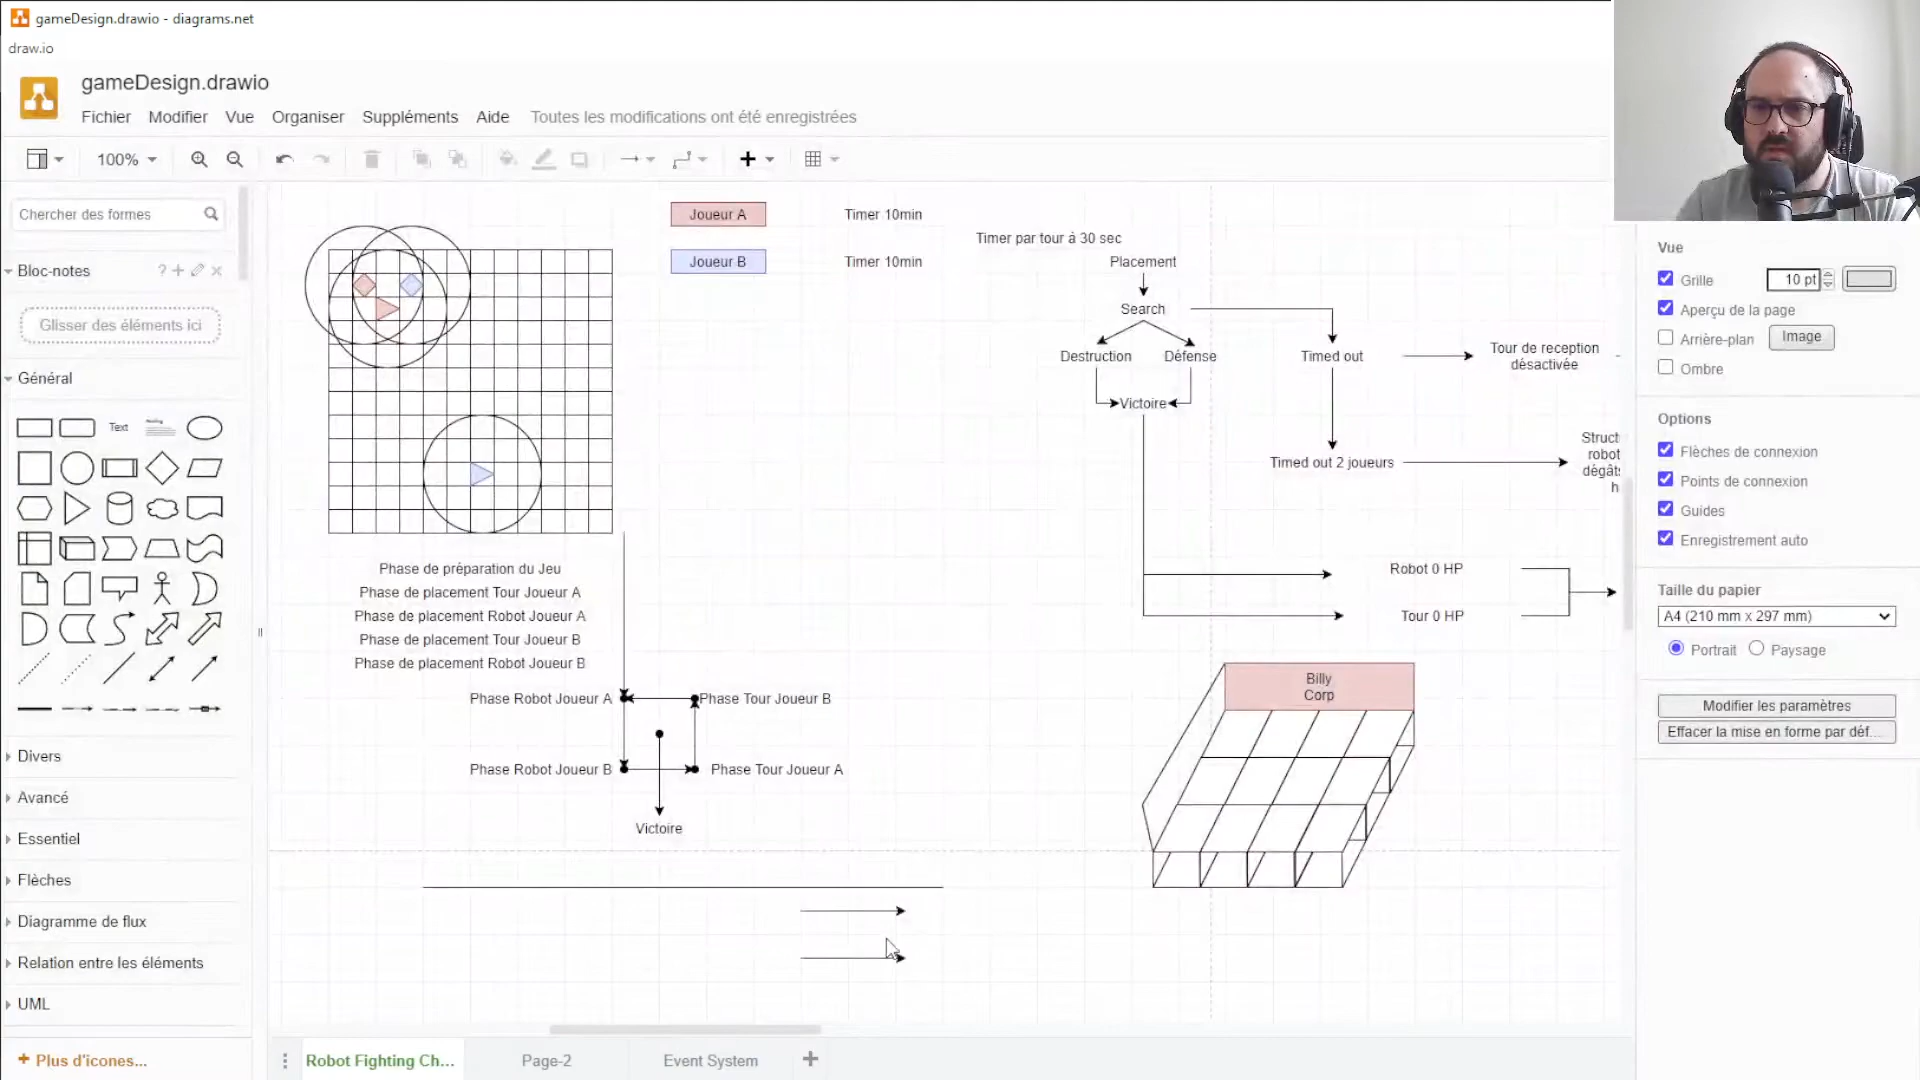 gameDesign.drawio - diagrams.net
draw.io
gameDesign.drawio
Fichier Modifier Vue Organiser Suppléments Aide Toutes les modifications ont été enregistrées
100%
Chercher des formes
Bloc-notes
Glisser des éléments ici
Général
Text
Divers
Avancé
Essentiel
Flèches
Diagramme de flux
Relation entre les éléments
UML
+ Plus d'icones...
Joueur A
Timer 10min
Joueur B
Timer 10min
Timer par tour à 30 sec
Placement
Search
Destruction
Défense
Timed out
Tour de reception
désactivée
Victoire
Timed out 2 joueurs
Struct
robot
dégâts
h
Robot 0 HP
Tour 0 HP
Phase de préparation du Jeu
Phase de placement Tour Joueur A
Phase de placement Robot Joueur A
Phase de placement Tour Joueur B
Phase de placement Robot Joueur B
Phase Robot Joueur A
Phase Tour Joueur B
Phase Robot Joueur B
Phase Tour Joueur A
Victoire
Billy
Corp
Vue
Grille
10 pt
Aperçu de la page
Arrière-plan
Image
Ombre
Options
Flèches de connexion
Points de connexion
Guides
Enregistrement auto
Taille du papier
A4 (210 mm x 297 mm)
Portrait
Paysage
Modifier les paramètres
Effacer la mise en forme par déf...
Robot Fighting Ch...
Page-2
Event System